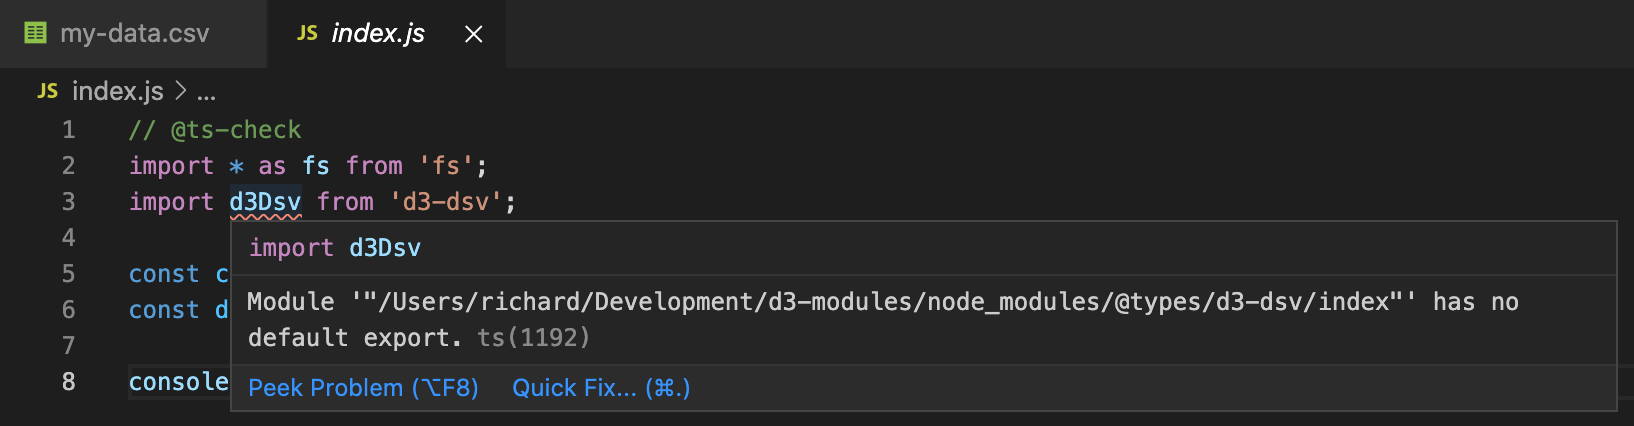 my-data.csv
JS index.js
JS index.js > ...
1 // @ts-check
2 import * as fs from 'fs';
3 import d3Dsv from 'd3-dsv';
4
import d3Dsv
5 const c
Module '"/Users/richard/Development/d3-modules/node_modules/@types/d3-dsv/index"' has no
6 const d
default export. ts(1192)
7
8 console
Peek Problem (⌥F8) Quick Fix... (⌘.)